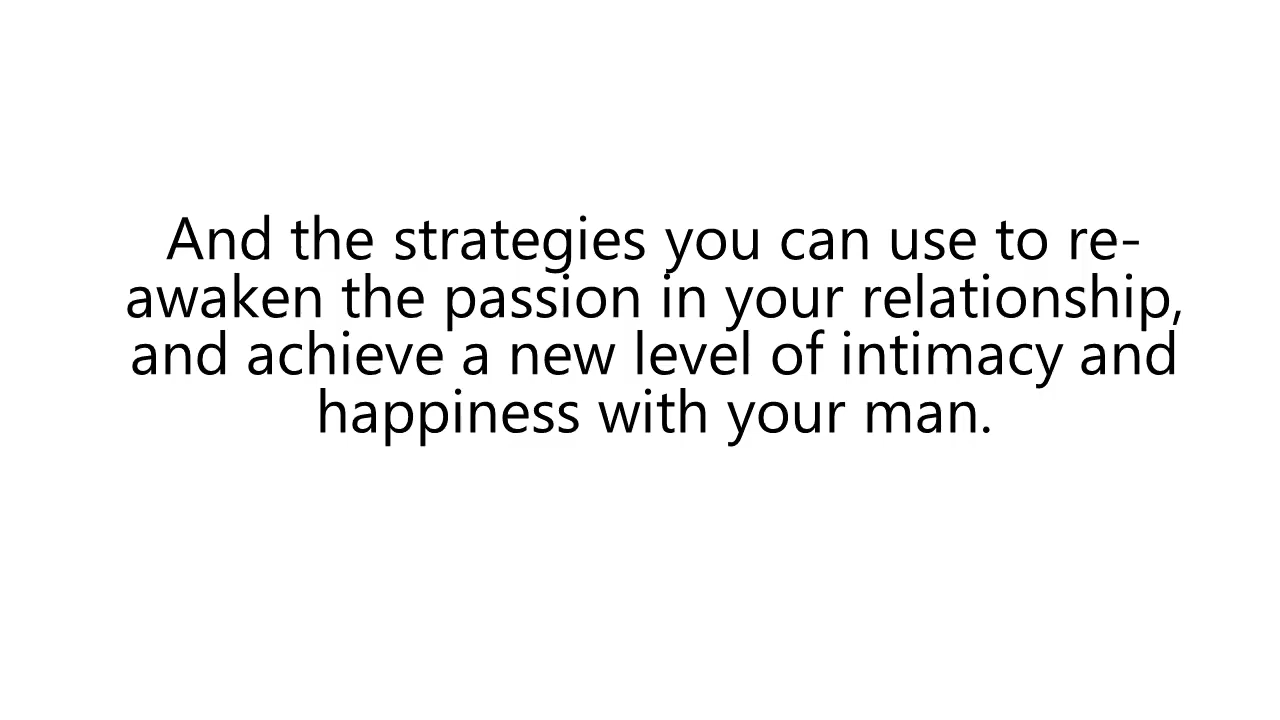 And the strategies you can use to re-
awaken the passion in your relationship,
and achieve a new level of intimacy and
happiness with your man.